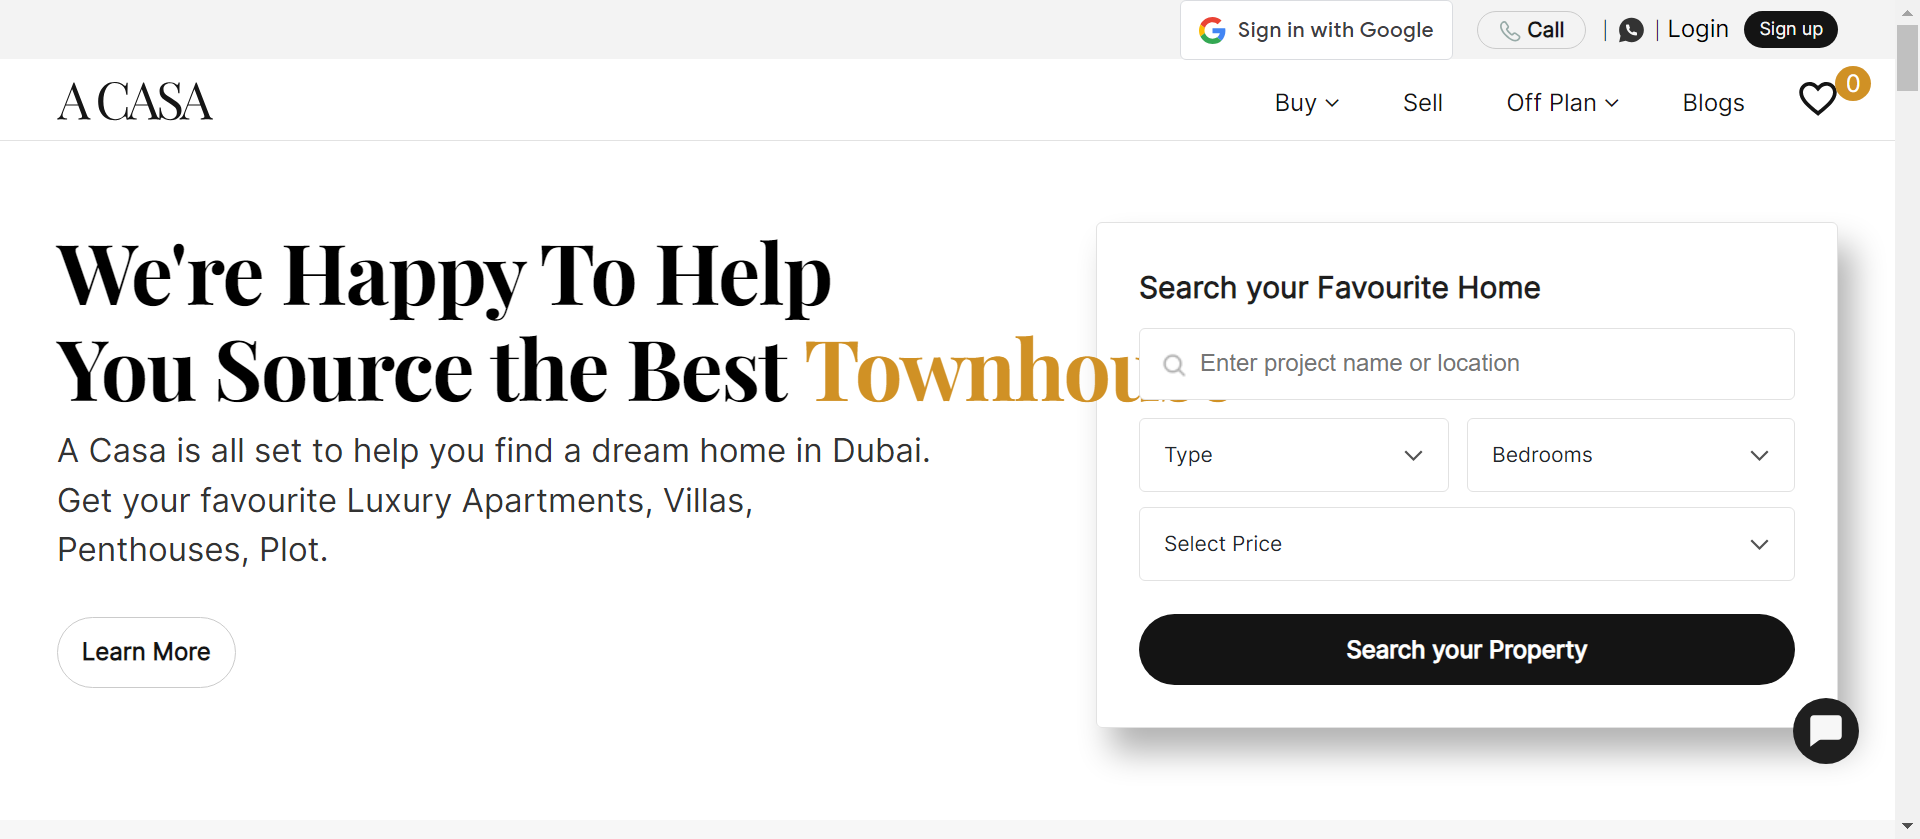 Sign in with Google
Call
Login
Sign up
A CASA
Buy
Sell
Off Plan
Blogs
0
We're Happy To Help
You Source the Best
A Casa is all set to help you find a dream home in Dubai.
Get your favourite Luxury Apartments, Villas,
Penthouses, Plot.
Learn More
Search your Favourite Home
Enter project name or location
Type
Bedrooms
Select Price
Search your Property